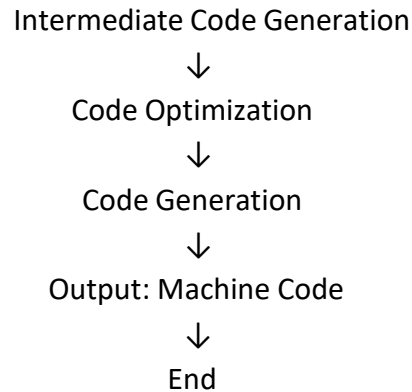 Intermediate Code Generation
↓
Code Optimization
↓
Code Generation
↓
Output: Machine Code
↓
End